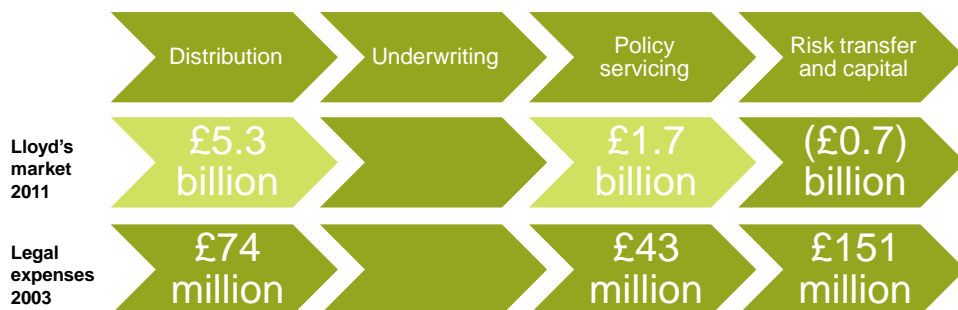 Distribution
Underwriting
Policy
servicing
Risk transfer
and capital
Lloyd's
market
2011
£5.3
billion
£1.7
billion
(£0.7)
billion
Legal
expenses
2003
£74
million
£43
million
£151
million